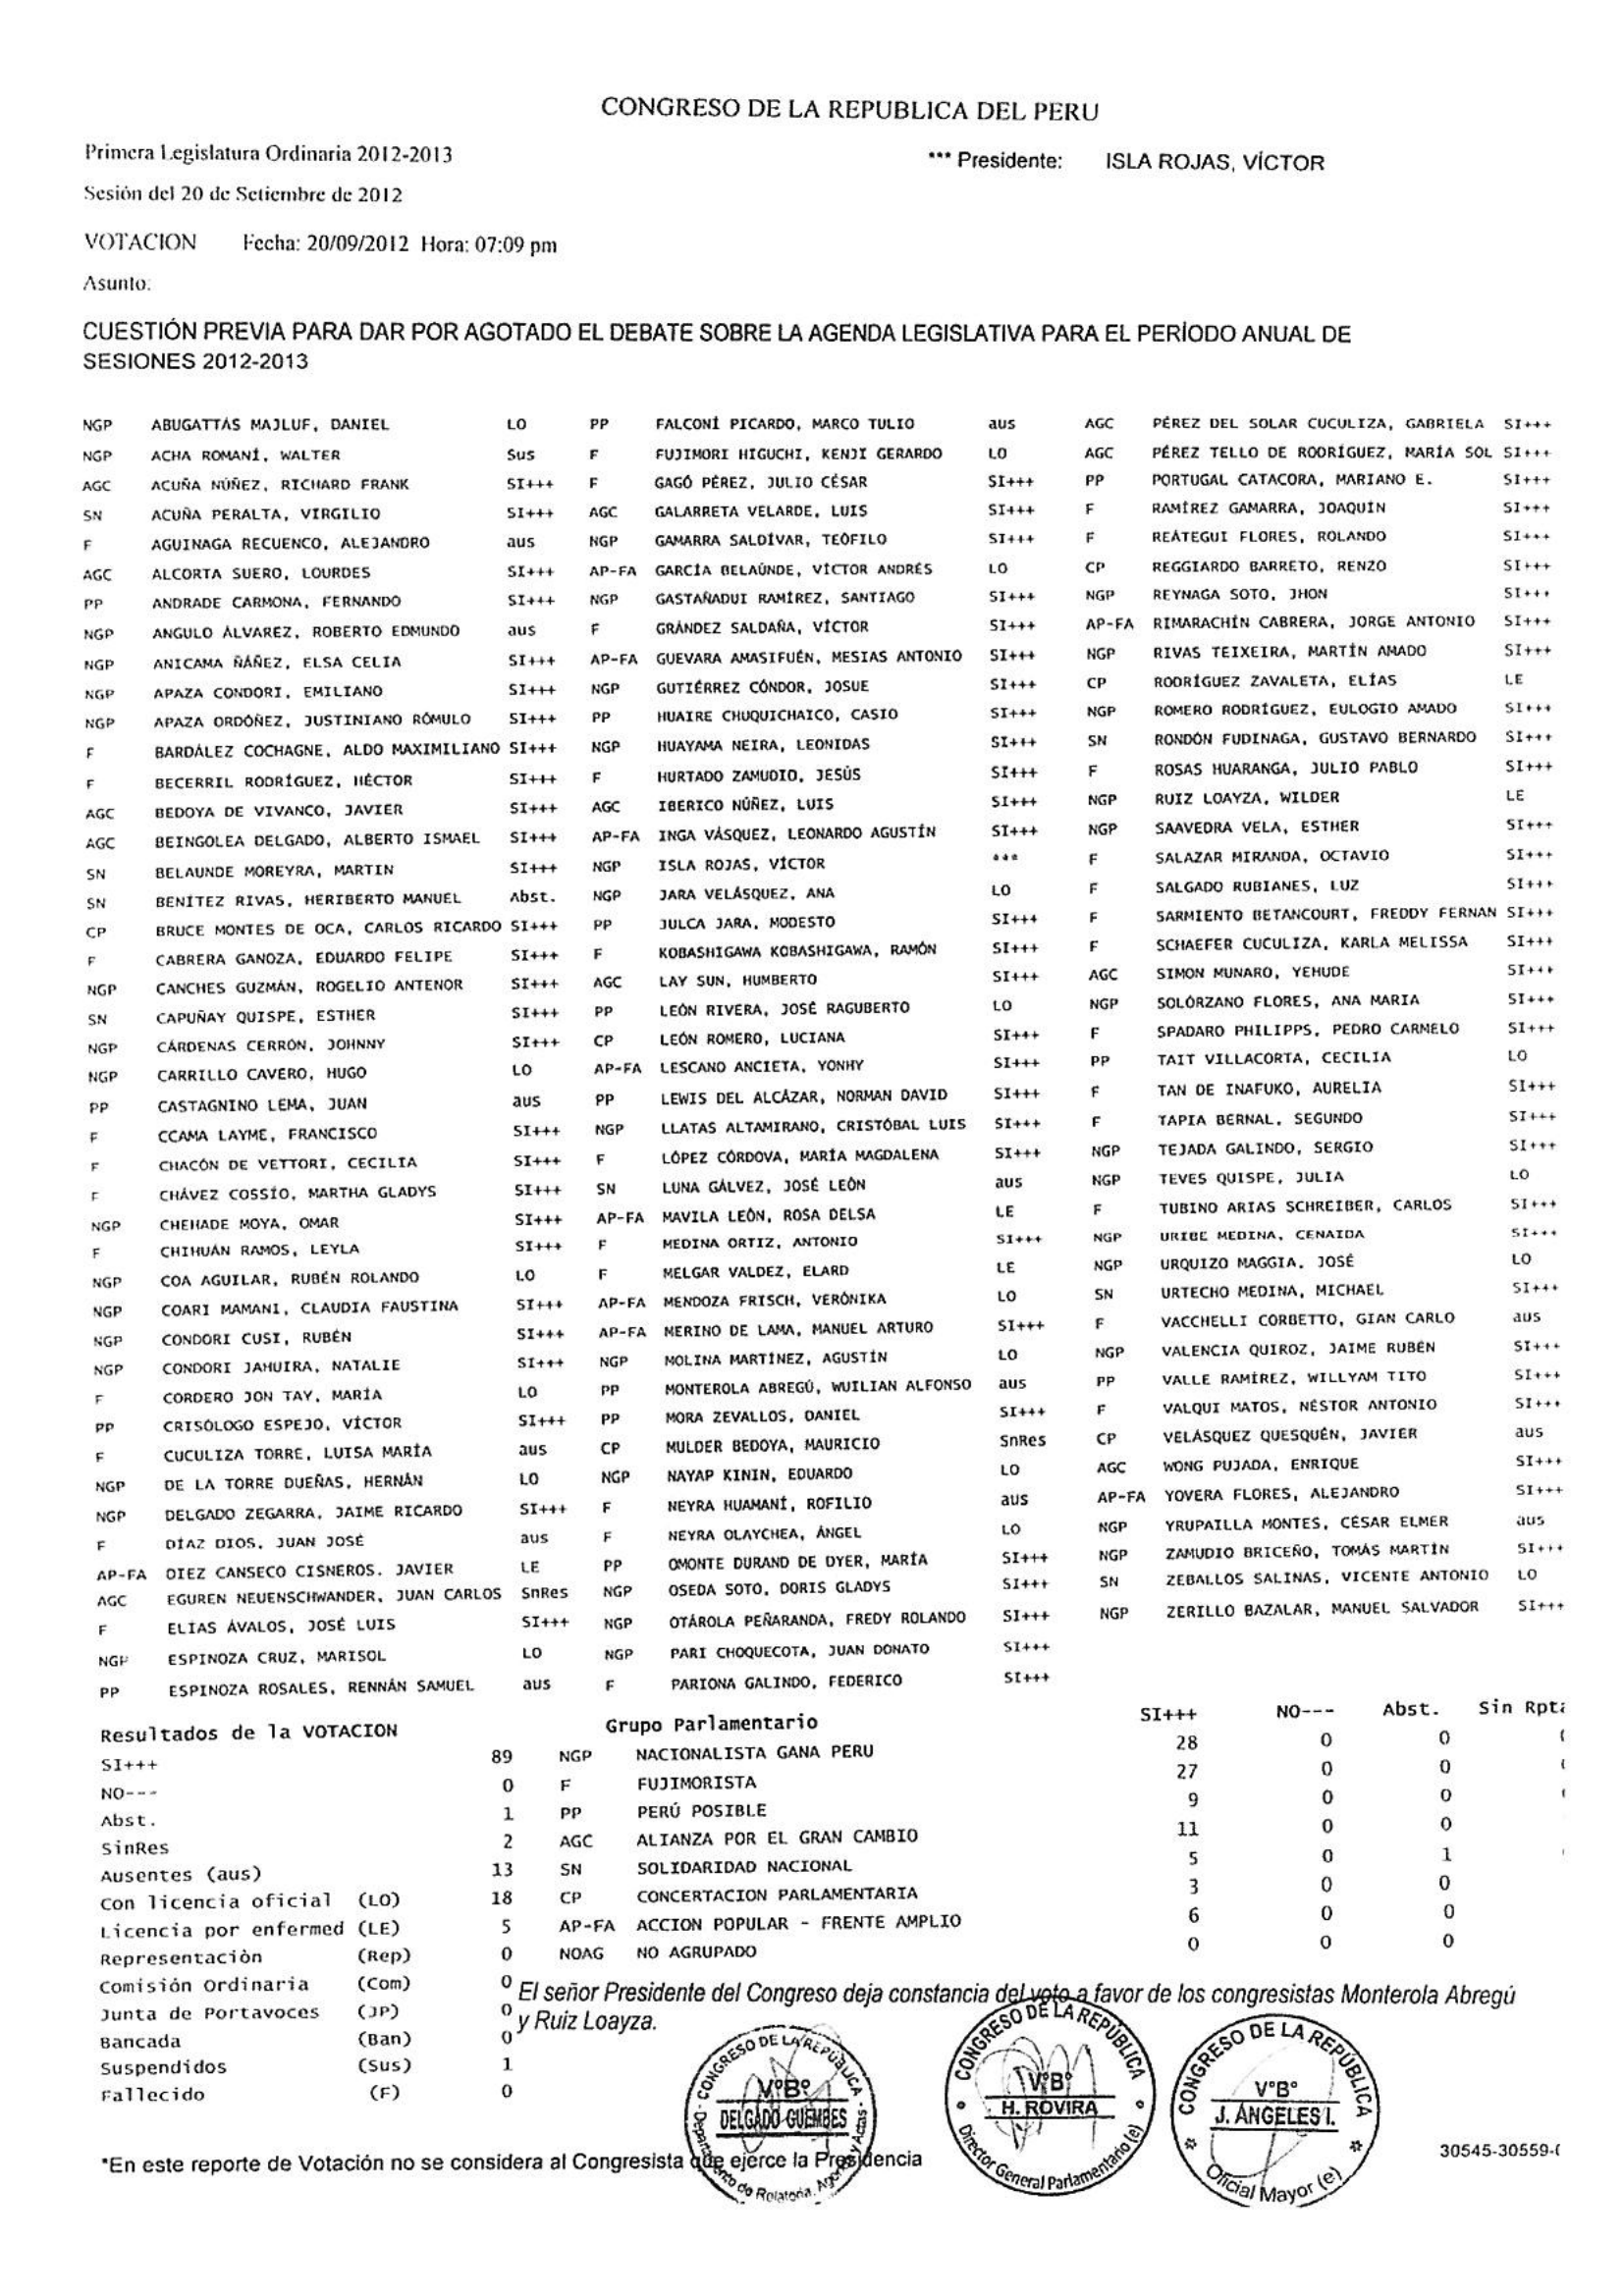 CONGRESO DE LA REPUBLICA DEL PERU
Primera Legislatura Ordinaria 2012-2013
*** Presidente: ISLA ROJAS, VÍCTOR
Sesión del 20 de Setiembre de 2012
VOTACION Fecha: 20/09/2012 Hora: 07:09 pm
Asunto:
CUESTIÓN PREVIA PARA DAR POR AGOTADO EL DEBATE SOBRE LA AGENDA LEGISLATIVA PARA EL PERÍODO ANUAL DE
SESIONES 2012-2013
NGP ABUGATTÁS MAJLUF, DANIEL LO PP FALCONÍ PICARDO, MARCO TULIO aus AGC PÉREZ DEL SOLAR CUCULIZA, GABRIELA SI+++
NGP ACHA ROMANÍ, WALTER Sus F FUJIMORI HIGUCHI, KENJI GERARDO LO AGC PÉREZ TELLO DE RODRÍGUEZ, MARÍA SOL SI+++
AGC ACUÑA NÚÑEZ, RICHARD FRANK SI+++ F GAGÓ PÉREZ, JULIO CÉSAR SI+++ PP PORTUGAL CATACORA, MARIANO E. SI+++
SN ACUÑA PERALTA, VIRGILIO SI+++ AGC GALARRETA VELARDE, LUIS SI+++ F RAMÍREZ GAMARRA, JOAQUÍN SI+++
F AGUINAGA RECUENCO, ALEJANDRO aus NGP GAMARRA SALDÍVAR, TEÓFILO SI+++ F REÁTEGUI FLORES, ROLANDO SI+++
AGC ALCORTA SUERO, LOURDES SI+++ AP-FA GARCÍA BELAÚNDE, VÍCTOR ANDRÉS LO CP REGGIARDO BARRETO, RENZO SI+++
PP ANDRADE CARMONA, FERNANDO SI+++ NGP GASTAÑADUI RAMÍREZ, SANTIAGO SI+++ NGP REYNAGA SOTO, JHON SI+++
NGP ANGULO ÁLVAREZ, ROBERTO EDMUNDO aus F GRÁNDEZ SALDAÑA, VÍCTOR SI+++ AP-FA RIMARACHÍN CABRERA, JORGE ANTONIO SI+++
NGP ANICAMA ÑÁÑEZ, ELSA CELIA SI+++ AP-FA GUEVARA AMASIFUÉN, MESIAS ANTONIO SI+++ NGP RIVAS TEIXEIRA, MARTÍN AMADO SI+++
NGP APAZA CONDORI, EMILIANO SI+++ NGP GUTIÉRREZ CÓNDOR, JOSUE SI+++ CP RODRÍGUEZ ZAVALETA, ELÍAS LE
NGP APAZA ORDÓÑEZ, JUSTINIANO RÓMULO SI+++ PP HUAIRE CHUQUICHAICO, CASIO SI+++ NGP ROMERO RODRÍGUEZ, EULOGIO AMADO SI+++
F BARDÁLEZ COCHAGNE, ALDO MAXIMILIANO SI+++ NGP HUAYAMA NEIRA, LEONIDAS SI+++ SN RONDÓN FUDINAGA, GUSTAVO BERNARDO SI+++
F BECERRIL RODRÍGUEZ, HÉCTOR SI+++ F HURTADO ZAMUDIO, JESÚS SI+++ F ROSAS HUARANGA, JULIO PABLO SI+++
AGC BEDOYA DE VIVANCO, JAVIER SI+++ AGC IBERICO NÚÑEZ, LUIS SI+++ NGP RUIZ LOAYZA, WILDER LE
AGC BEINGOLEA DELGADO, ALBERTO ISMAEL SI+++ AP-FA INGA VÁSQUEZ, LEONARDO AGUSTÍN SI+++ NGP SAAVEDRA VELA, ESTHER SI+++
SN BELAUNDE MOREYRA, MARTIN SI+++ NGP ISLA ROJAS, VÍCTOR *** F SALAZAR MIRANDA, OCTAVIO SI+++
SN BENÍTEZ RIVAS, HERIBERTO MANUEL Abst. NGP JARA VELÁSQUEZ, ANA LO F SALGADO RUBIANES, LUZ SI+++
CP BRUCE MONTES DE OCA, CARLOS RICARDO SI+++ PP JULCA JARA, MODESTO SI+++ F SARMIENTO BETANCOURT, FREDDY FERNAN SI+++
F CABRERA GANOZA, EDUARDO FELIPE SI+++ F KOBASHIGAWA KOBASHIGAWA, RAMÓN SI+++ F SCHAEFER CUCULIZA, KARLA MELISSA SI+++
NGP CANCHES GUZMÁN, ROGELIO ANTENOR SI+++ AGC LAY SUN, HUMBERTO SI+++ AGC SIMON MUNARO, YEHUDE SI+++
SN CAPUÑAY QUISPE, ESTHER SI+++ PP LEÓN RIVERA, JOSÉ RAGUBERTO LO NGP SOLÓRZANO FLORES, ANA MARIA SI+++
NGP CÁRDENAS CERRÓN, JOHNNY SI+++ CP LEÓN ROMERO, LUCIANA SI+++ F SPADARO PHILIPPS, PEDRO CARMELO SI+++
NGP CARRILLO CAVERO, HUGO LO AP-FA LESCANO ANCIETA, YONHY SI+++ PP TAIT VILLACORTA, CECILIA LO
PP CASTAGNINO LEMA, JUAN aus PP LEWIS DEL ALCÁZAR, NORMAN DAVID SI+++ F TAN DE INAFUKO, AURELIA SI+++
F CCAMA LAYME, FRANCISCO SI+++ NGP LLATAS ALTAMIRANO, CRISTÓBAL LUIS SI+++ F TAPIA BERNAL, SEGUNDO SI+++
F CHACÓN DE VETTORI, CECILIA SI+++ F LÓPEZ CÓRDOVA, MARÍA MAGDALENA SI+++ NGP TEJADA GALINDO, SERGIO SI+++
F CHÁVEZ COSSÍO, MARTHA GLADYS SI+++ SN LUNA GÁLVEZ, JOSÉ LEÓN aus NGP TEVES QUISPE, JULIA LO
NGP CHEHADE MOYA, OMAR SI+++ AP-FA MAVILA LEÓN, ROSA DELSA LE F TUBINO ARIAS SCHREIBER, CARLOS SI+++
F CHIHUÁN RAMOS, LEYLA SI+++ F MEDINA ORTIZ, ANTONIO SI+++ NGP URIBE MEDINA, CENAIDA SI+++
NGP COA AGUILAR, RUBÉN ROLANDO LO F MELGAR VALDEZ, ELARD LE NGP URQUIZO MAGGIA, JOSÉ LO
NGP COARI MAMANI, CLAUDIA FAUSTINA SI+++ AP-FA MENDOZA FRISCH, VERÓNIKA LO SN URTECHO MEDINA, MICHAEL SI+++
NGP CONDORI CUSI, RUBÉN SI+++ AP-FA MERINO DE LAMA, MANUEL ARTURO SI+++ F VACCHELLI CORBETTO, GIAN CARLO aus
NGP CONDORI JAHUIRA, NATALIE SI+++ NGP MOLINA MARTÍNEZ, AGUSTÍN LO NGP VALENCIA QUIROZ, JAIME RUBÉN SI+++
F CORDERO JON TAY, MARÍA LO PP MONTEROLA ABREGÚ, WUILIAN ALFONSO aus PP VALLE RAMÍREZ, WILLYAM TITO SI+++
PP CRISÓLOGO ESPEJO, VÍCTOR SI+++ PP MORA ZEVALLOS, DANIEL SI+++ F VALQUI MATOS, NÉSTOR ANTONIO SI+++
F CUCULIZA TORRE, LUISA MARÍA aus CP MULDER BEDOYA, MAURICIO SnRes CP VELÁSQUEZ QUESQUÉN, JAVIER aus
NGP DE LA TORRE DUEÑAS, HERNÁN LO NGP NAYAP KININ, EDUARDO LO AGC WONG PUJADA, ENRIQUE SI+++
NGP DELGADO ZEGARRA, JAIME RICARDO SI+++ F NEYRA HUAMANÍ, ROFILIO aus AP-FA YOVERA FLORES, ALEJANDRO SI+++
F DÍAZ DIOS, JUAN JOSÉ aus F NEYRA OLAYCHEA, ÁNGEL LO NGP YRUPAILLA MONTES, CÉSAR ELMER aus
AP-FA DIEZ CANSECO CISNEROS. JAVIER LE PP OMONTE DURAND DE DYER, MARÍA SI+++ NGP ZAMUDIO BRICEÑO, TOMÁS MARTÍN SI+++
AGC EGUREN NEUENSCHWANDER, JUAN CARLOS SnRes NGP OSEDA SOTO, DORIS GLADYS SI+++ SN ZEBALLOS SALINAS, VICENTE ANTONIO LO
F ELÍAS ÁVALOS, JOSÉ LUIS SI+++ NGP OTÁROLA PEÑARANDA, FREDY ROLANDO SI+++ NGP ZERILLO BAZALAR, MANUEL SALVADOR SI+++
NGP ESPINOZA CRUZ, MARISOL LO NGP PARI CHOQUECOTA, JUAN DONATO SI+++
PP ESPINOZA ROSALES, RENNÁN SAMUEL aus F PARIONA GALINDO, FEDERICO SI+++
Resultados de la VOTACION Grupo Parlamentario SI+++ NO--- Abst. Sin Rpta
SI+++ 89 NGP NACIONALISTA GANA PERU 28 0 0
NO--- 0 F FUJIMORISTA 27 0 0
Abst. 1 PP PERÚ POSIBLE 9 0 0
SinRes 2 AGC ALIANZA POR EL GRAN CAMBIO 11 0 0
Ausentes (aus) 13 SN SOLIDARIDAD NACIONAL 5 0 1
Con licencia oficial (LO) 18 CP CONCERTACION PARLAMENTARIA 3 0 0
Licencia por enfermed (LE) 5 AP-FA ACCION POPULAR - FRENTE AMPLIO 6 0 0
Representación (Rep) 0 NOAG NO AGRUPADO 0 0 0
Comisión Ordinaria (Com) 0
Junta de Portavoces (JP) 0
Bancada (Ban) 0
Suspendidos (Sus) 1
Fallecido (F) 0
El señor Presidente del Congreso deja constancia del voto a favor de los congresistas Monterola Abregú
y Ruiz Loayza.
CONGRESO DE LA REPÚBLICA
V°B°
DELGADO GUEMBES
Departamento de Relatoría, Agenda y Actas
CONGRESO DE LA REPÚBLICA
V°B°
H. ROVIRA
Director General Parlamentario (e)
CONGRESO DE LA REPÚBLICA
V°B°
J. ANGELES I.
Oficial Mayor (e)
*En este reporte de Votación no se considera al Congresista que ejerce la Presidencia
30545-30559-